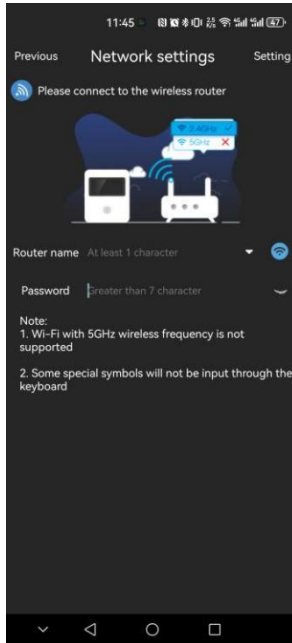 11:45
47
Previous
Network settings
Setting
Please connect to the wireless router
2.4GHz
5GHz
Router name At least 1 character
Password Greater than 7 character
Note:
1. Wi-Fi with 5GHz wireless frequency is not
supported
2. Some special symbols will not be input through the
keyboard